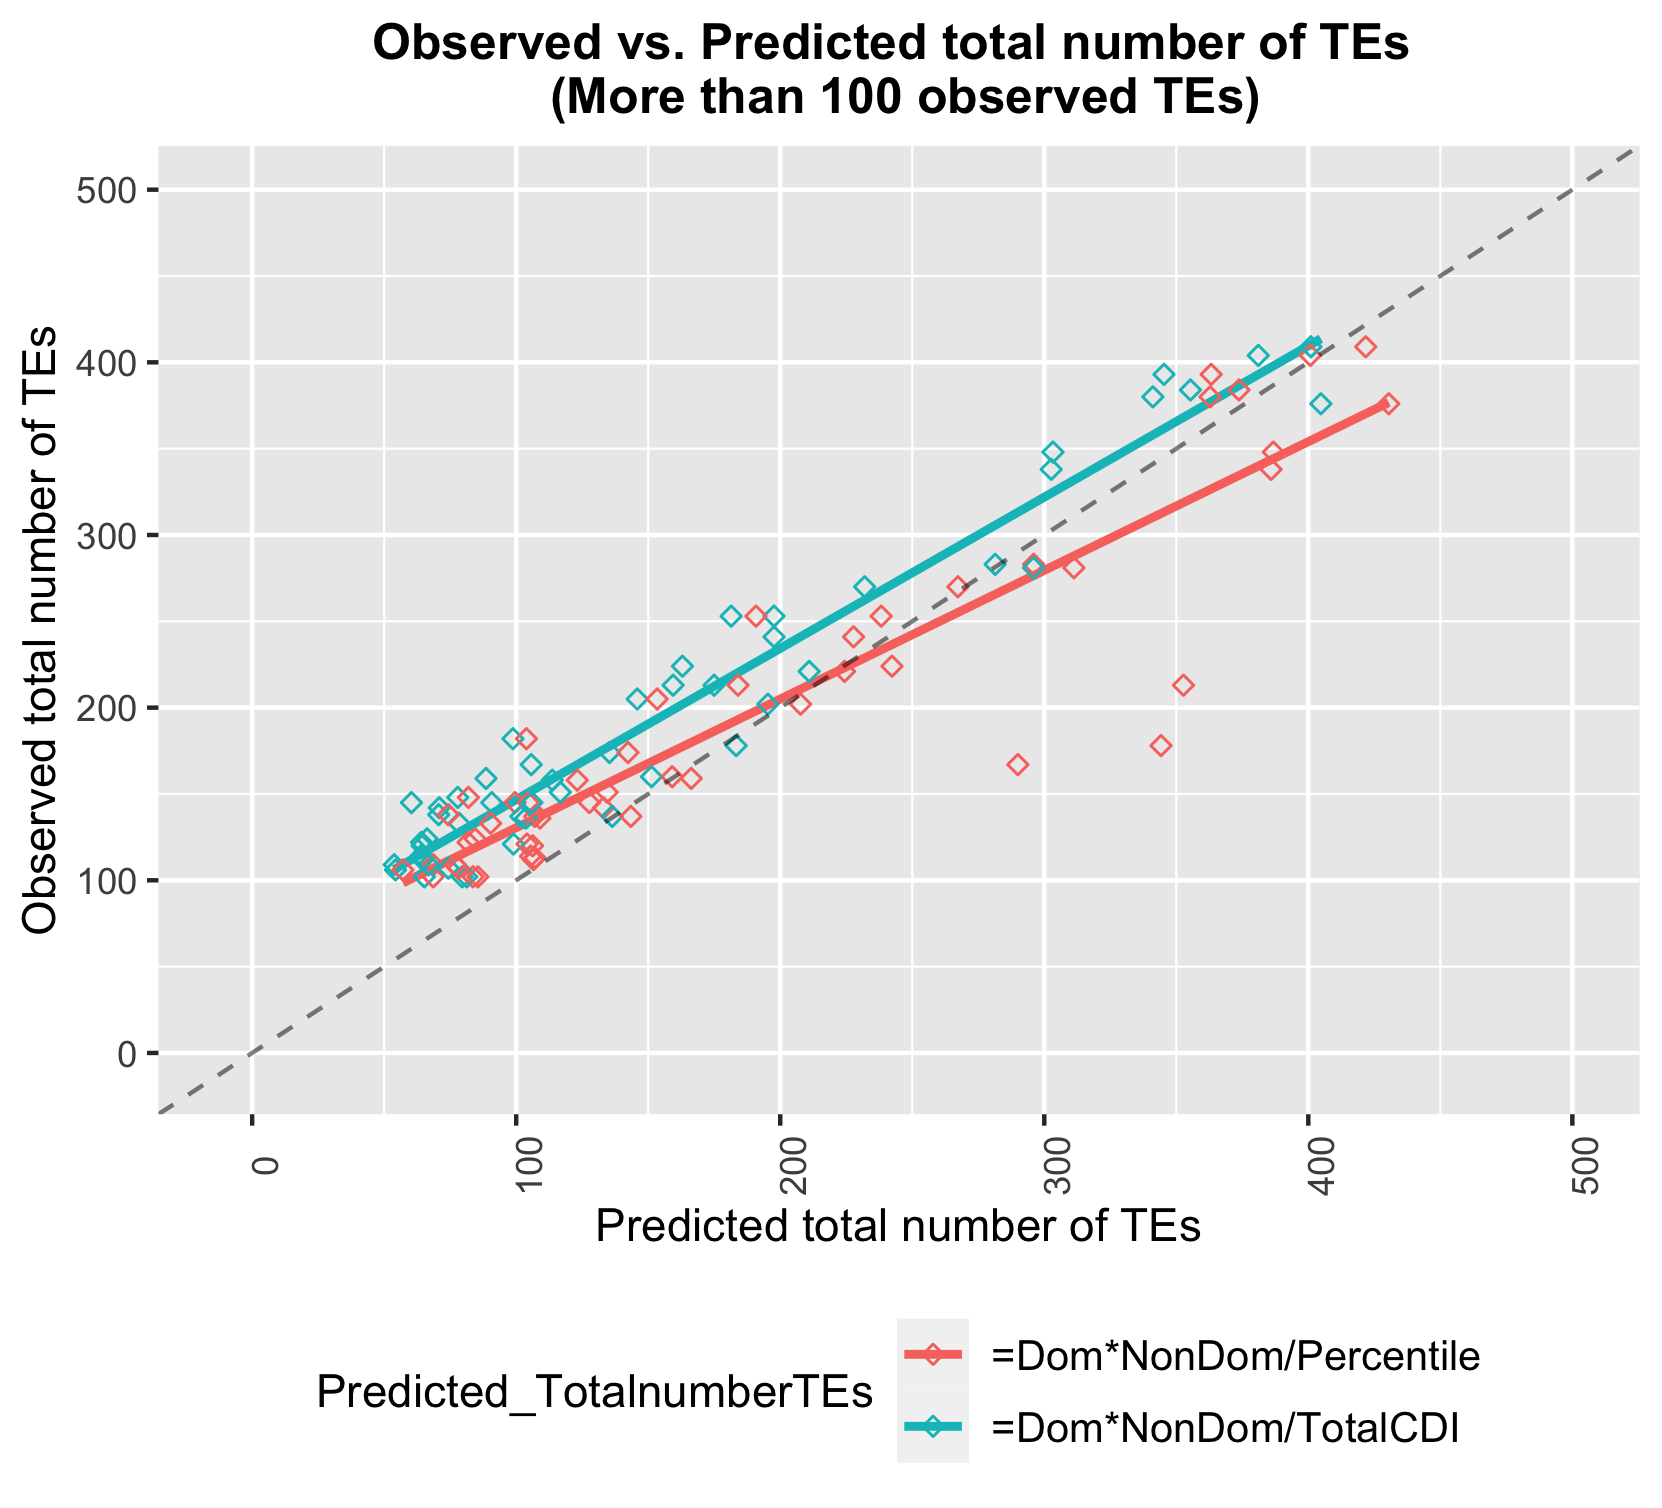 Observed vs. Predicted total number of TEs
(More than 100 observed TEs)
Observed total number of TEs
500
400
300
200
100
0
0
100
200
300
400
500
Predicted total number of TEs
Predicted_TotalnumberTEs
=Dom*NonDom/Percentile
=Dom*NonDom/TotalCDI